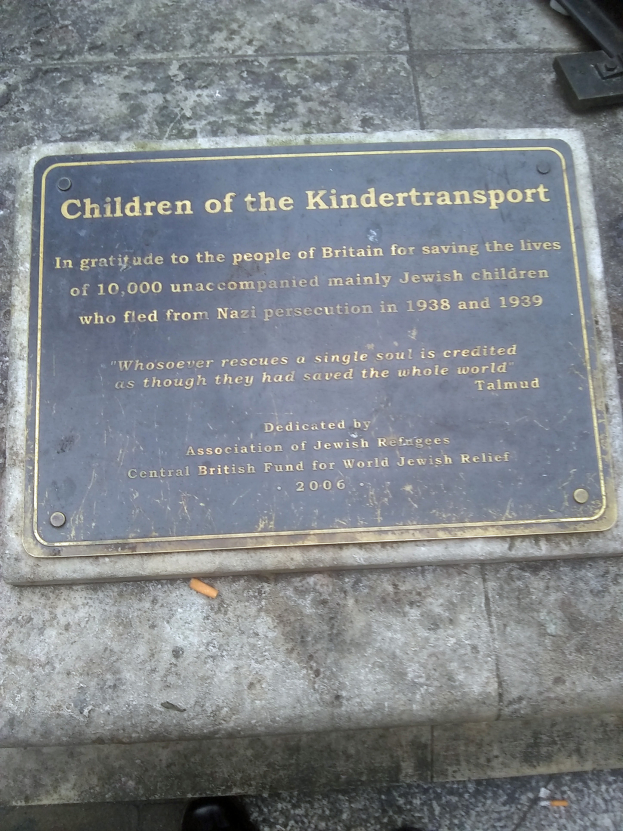 Children of the Kindertransport
In gratitude to the people of Britain for saving the lives
of 10,000 unaccompanied mainly Jewish children
who fled from Nazi persecution in 1938 and 1939
"Whosoever rescues a single soul is credited
as though they had saved the whole world"
Talmud
Dedicated by
Association of Jewish Refugees
Central British Fund for World Jewish Relief
· 2006 ·